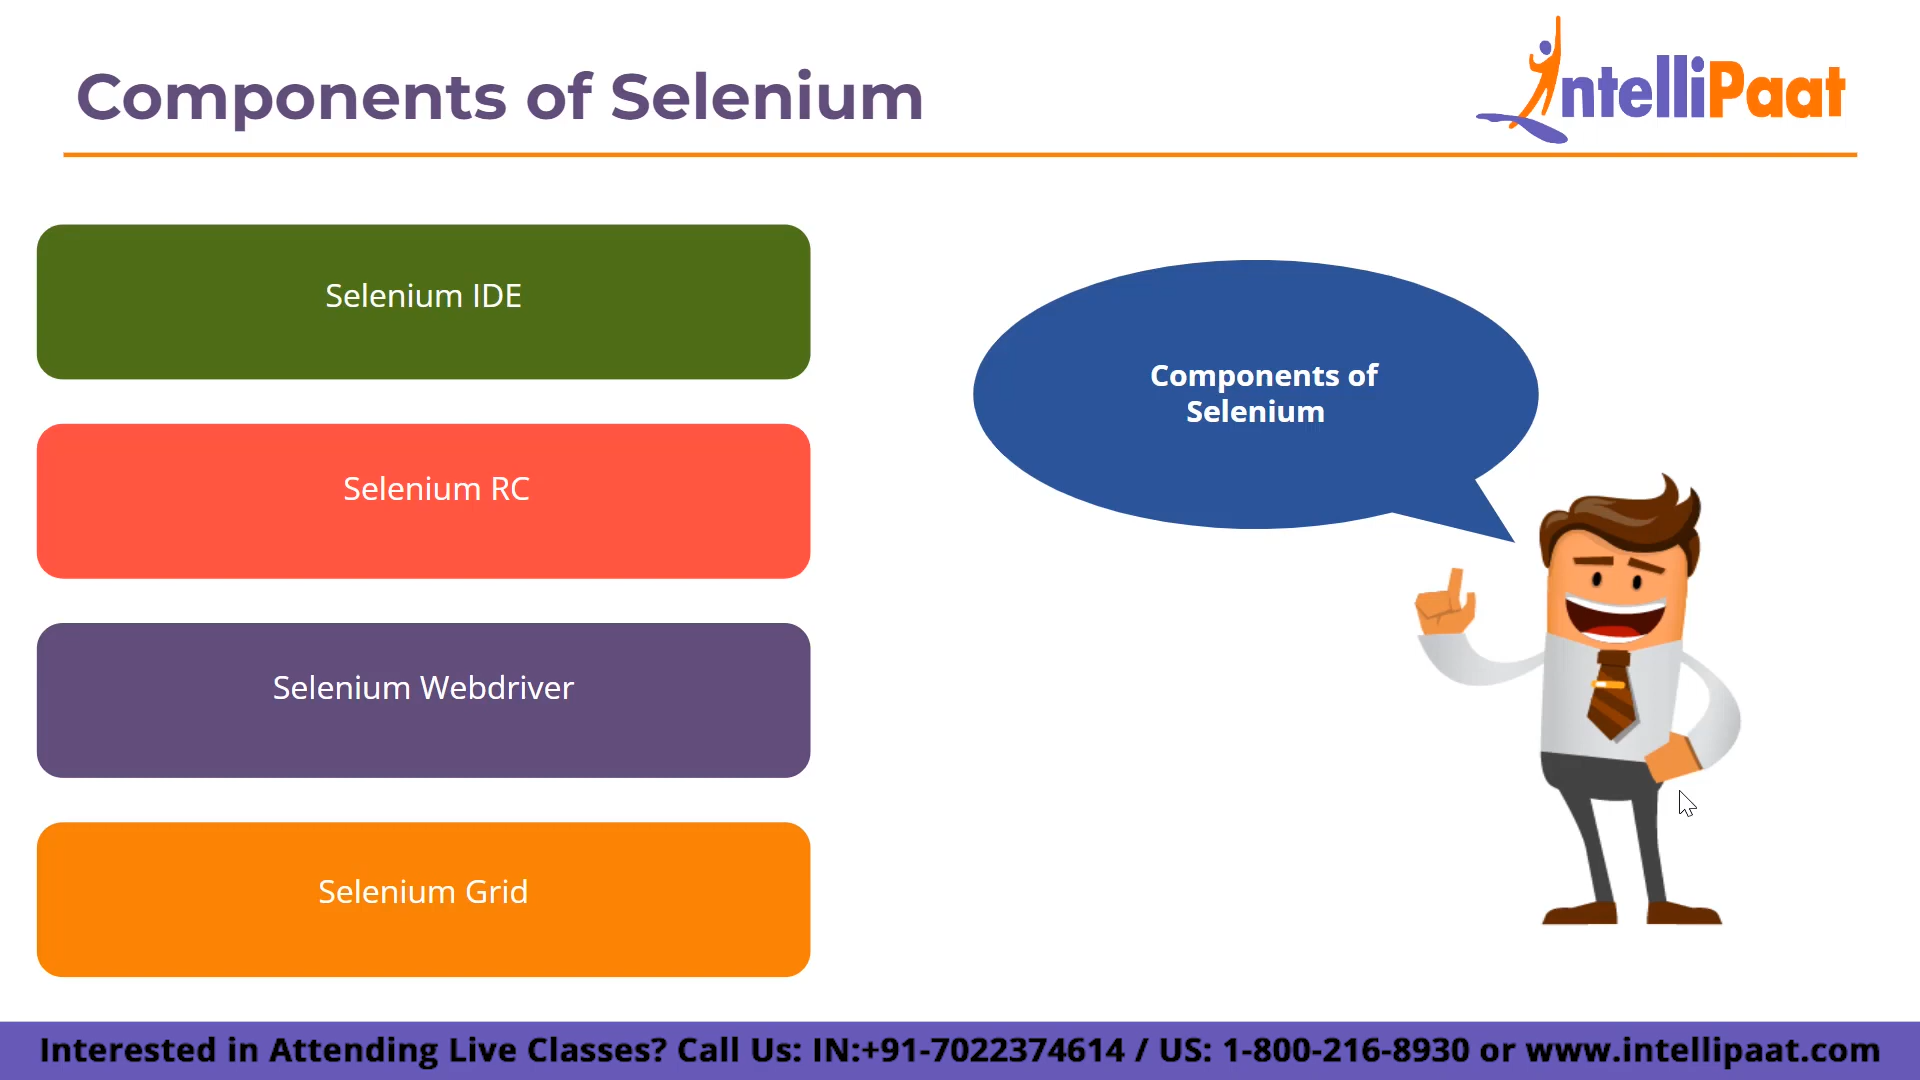 Components of Selenium
ntelliPaat
Selenium IDE
Selenium RC
Selenium Webdriver
Selenium Grid
Components of
Selenium
Interested in Attending Live Classes? Call Us: IN:+91-7022374614 / US: 1-800-216-8930 or www.intellipaat.com